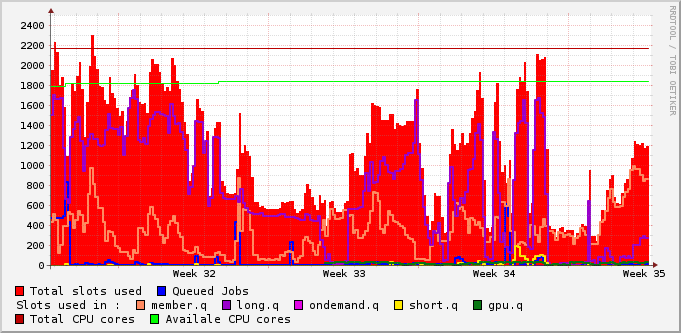 2400
2200
2000
1800
1600
1400
1200
1000
800
600
400
200
0
Week 32 Week 33 Week 34 Week 35
Total slots used Queued Jobs
Slots used in : member.q long.q ondemand.q short.q gpu.q
Total CPU cores Availale CPU cores
RRDTOOL / TOBI OETIKER